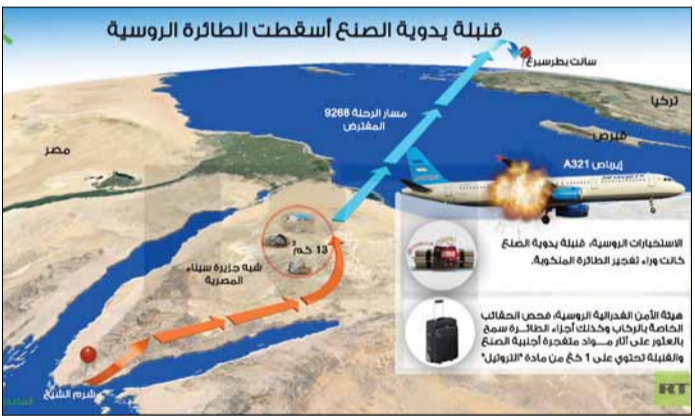 قنبلة يدوية الصنع أسقطت الطائرة الروسية
سانت بطرسبرغ
تركيا
قبرص
مسار الرحلة 9268
المفترض
مصر
إيرباص A321
13 كم
شبه جزيرة سيناء
المصرية
شرم الشيخ
الاستخبارات الروسية، قنبلة يدوية الصنع
كانت وراء تفجير الطائرة المنكوبة.
هيئة الأمن الفدرالية الروسية، فحص الحقائب
الخاصة بالركاب وكذلك أجزاء الطائرة سمح
بالعثور على آثار مواد متفجرة أجنبية الصنع
والقنبلة تحتوي على 1 كغ من مادة "التروتيل"
RT